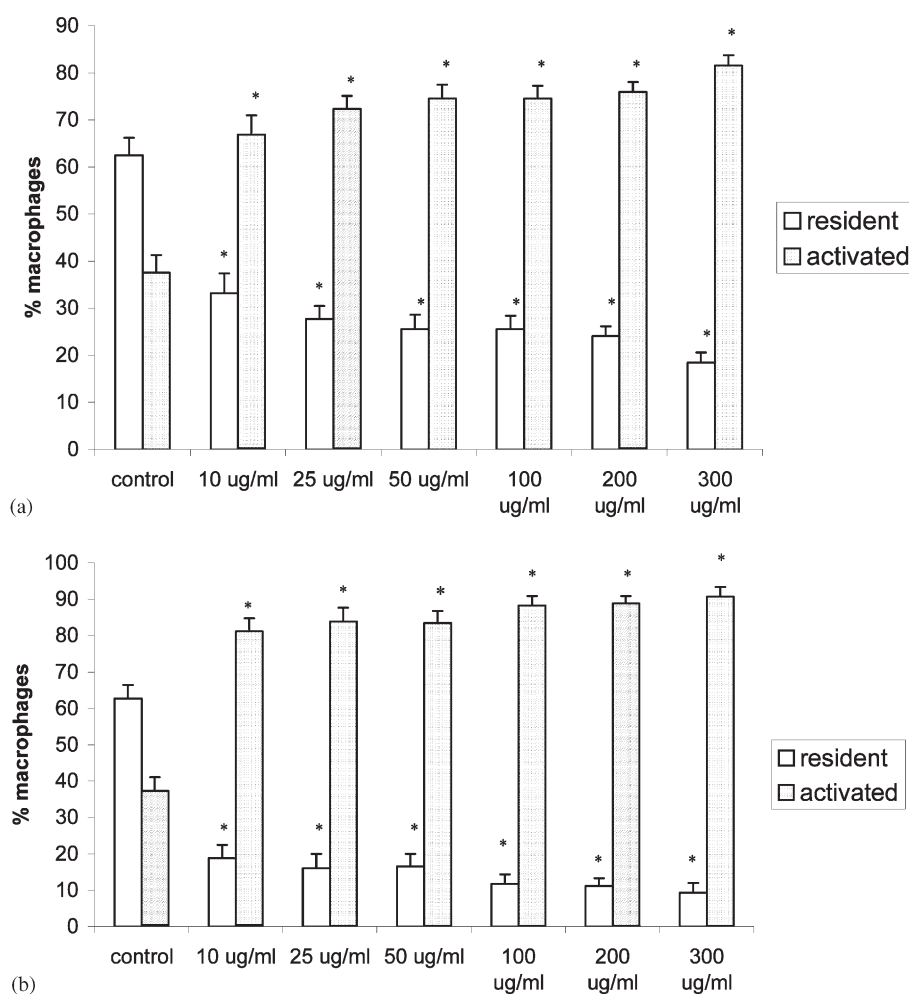 90
80
70
60
50
40
30
20
10
0
% macrophages
* * * * * *
* * * * * *
control 10 ug/ml 25 ug/ml 50 ug/ml 100 ug/ml 200 ug/ml 300 ug/ml
resident
activated
(a)
100
90
80
70
60
50
40
30
20
10
0
% macrophages
* * * * * *
* * * * * *
control 10 ug/ml 25 ug/ml 50 ug/ml 100 ug/ml 200 ug/ml 300 ug/ml
resident
activated
(b)